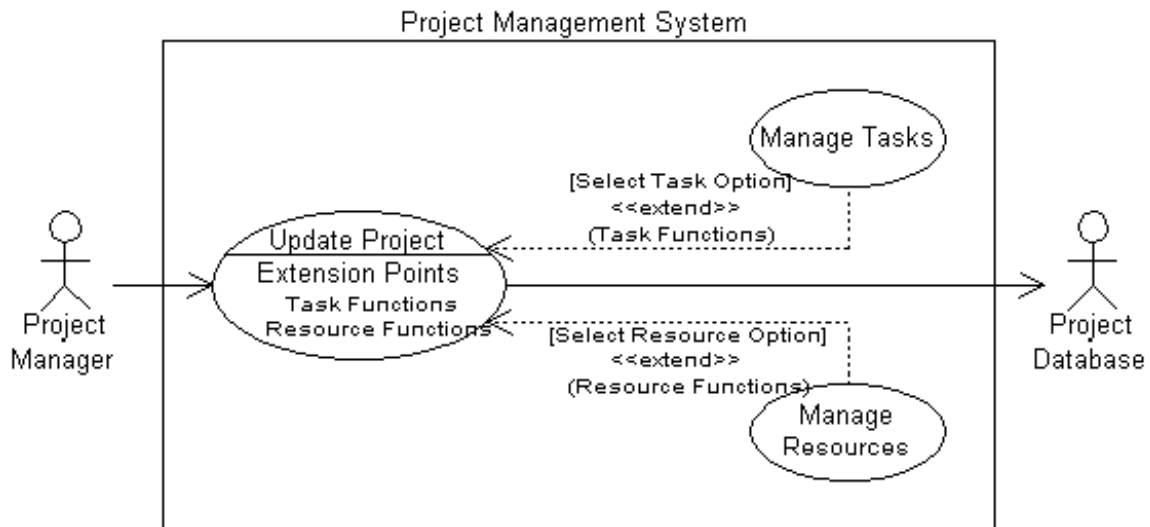 Project Management System
Manage Tasks
[Select Task Option]
<<extend>>
(Task Functions)
Update Project
Extension Points
Task Functions
Resource Functions
Project
Manager
Project
Database
[Select Resource Option]
<<extend>>
(Resource Functions)
Manage
Resources